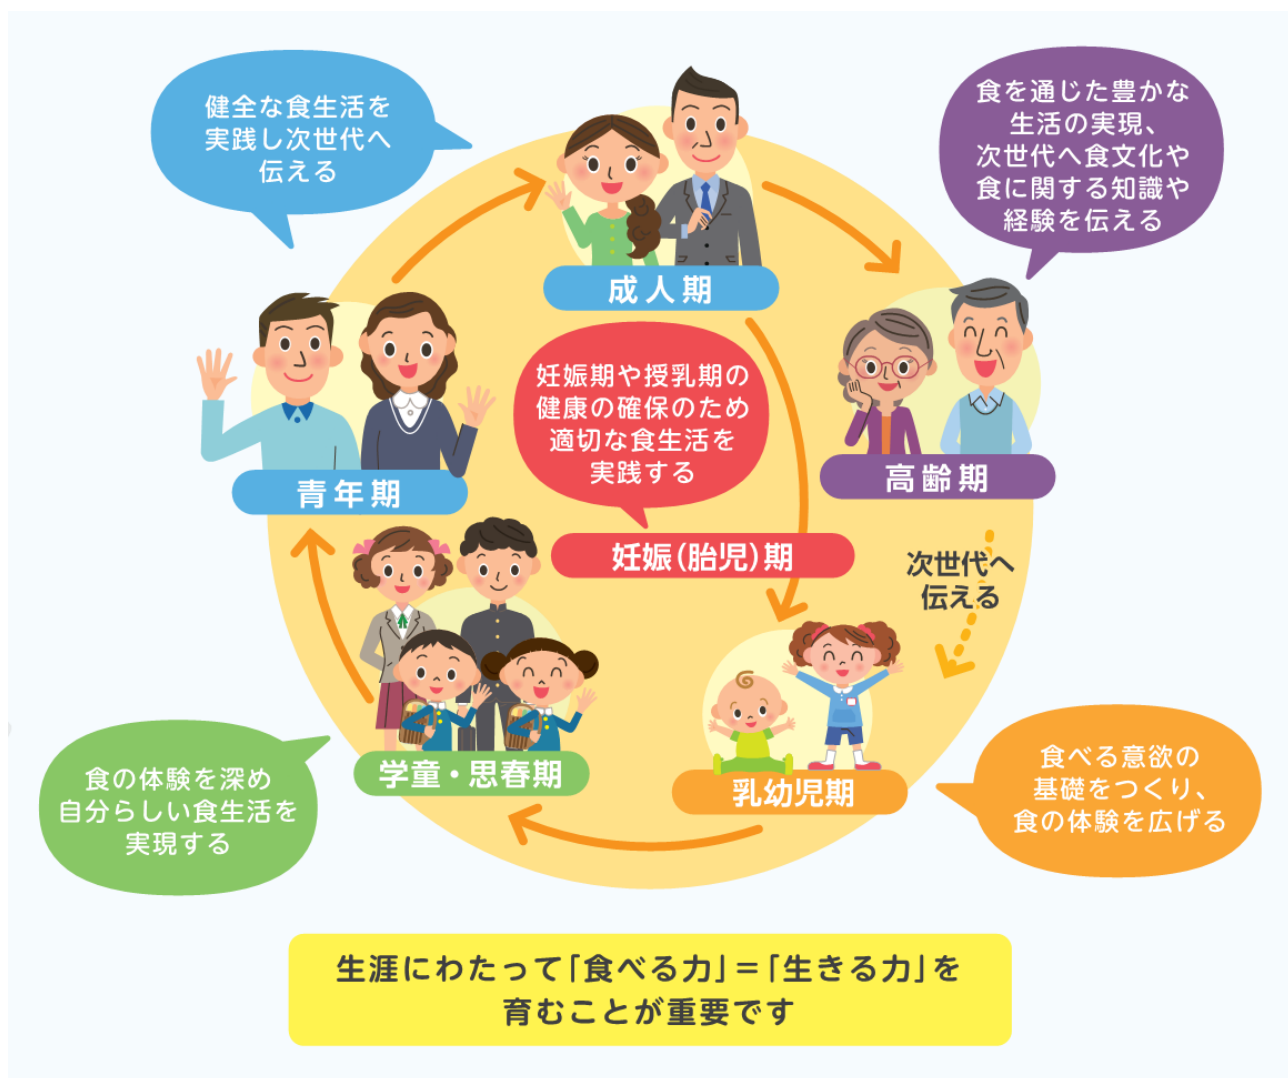 健全な食生活を
実践し次世代へ
伝える
食を通じた豊かな
生活の実現、
次世代へ食文化や
食に関する知識や
経験を伝える
成人期
妊娠期や授乳期の
健康の確保のため
適切な食生活を
実践する
青年期
高齢期
妊娠(胎児)期
次世代へ
伝える
食の体験を深め
自分らしい食生活を
実現する
学童・思春期
乳幼児期
食べる意欲の
基礎をつくり、
食の体験を広げる
生涯にわたって「食べる力」=「生きる力」を
育むことが重要です